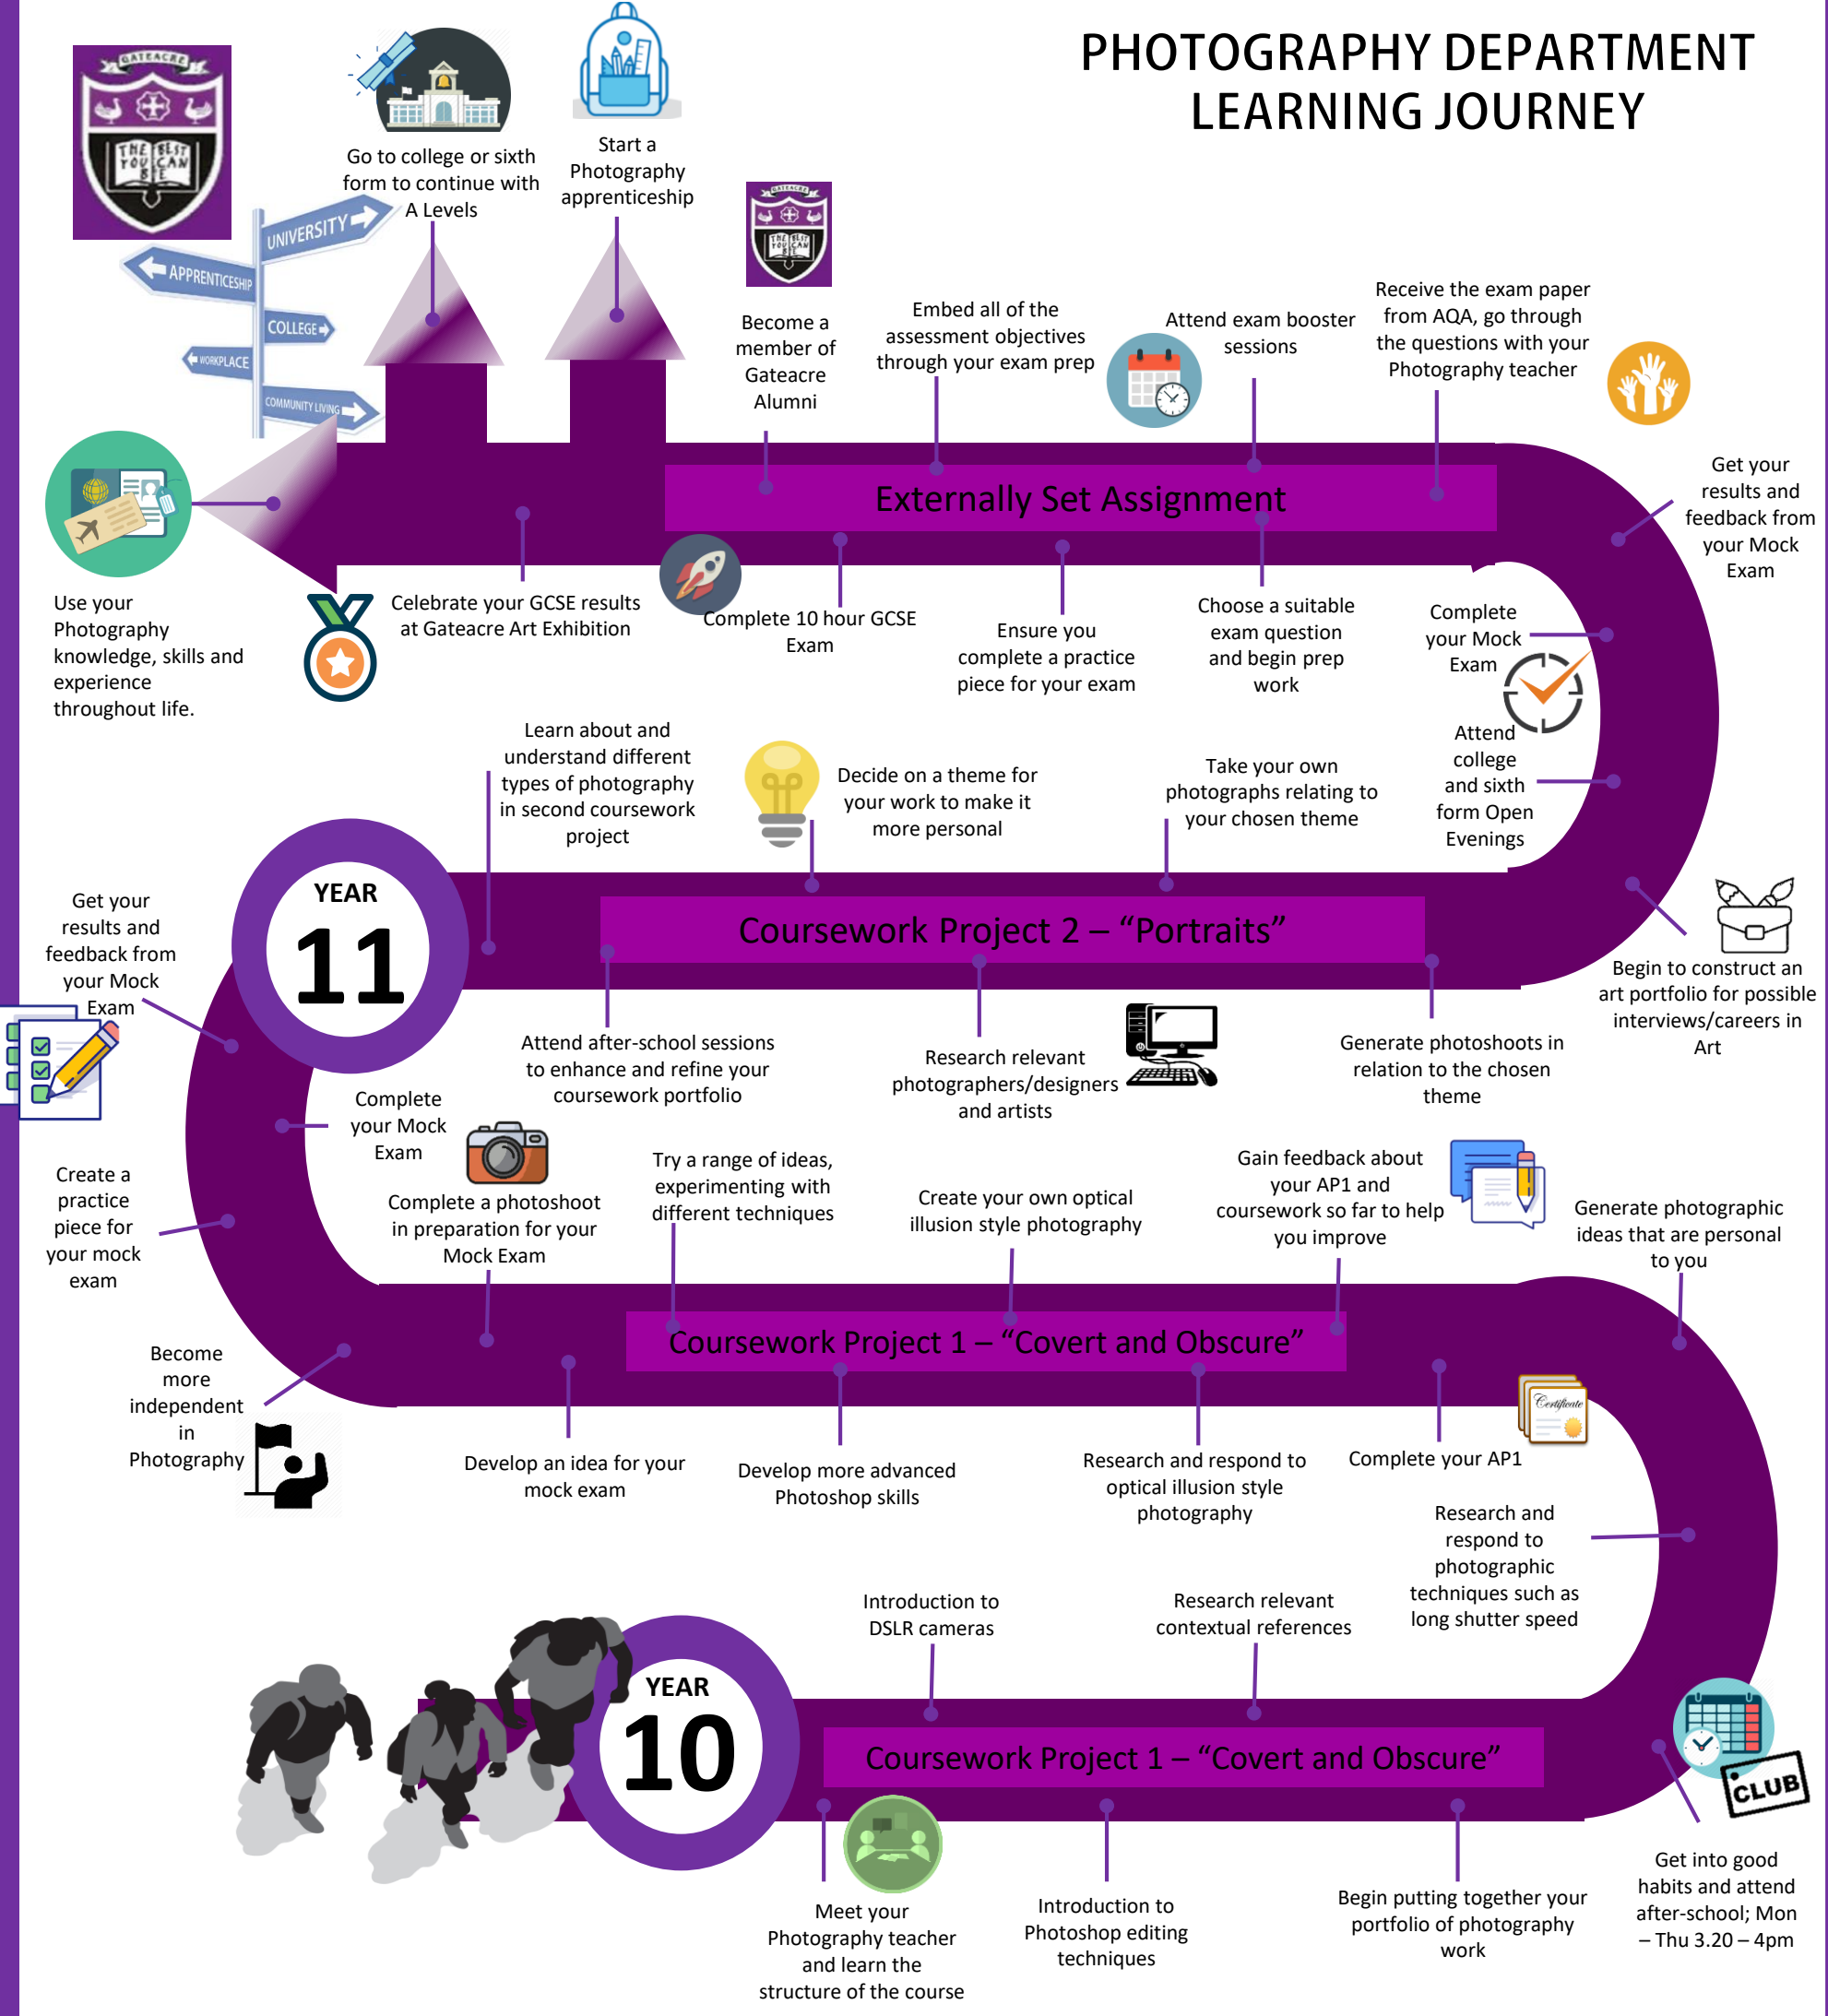 PHOTOGRAPHY DEPARTMENT
LEARNING JOURNEY
GATEACRE
THE BEST
YOU CAN
BE
Go to college or sixth
form to continue with
A Levels
Start a
Photography
apprenticeship
UNIVERSITY
APPRENTICESHIP
COLLEGE
WORKPLACE
COMMUNITY LIVING
GATEACRE
THE BEST
YOU CAN
BE
Become a
member of
Gateacre
Alumni
Embed all of the
assessment objectives
through your exam prep
Attend exam booster
sessions
Receive the exam paper
from AQA, go through
the questions with your
Photography teacher
Get your
results and
feedback from
your Mock
Exam
Externally Set Assignment
Use your
Photography
knowledge, skills and
experience
throughout life.
Celebrate your GCSE results
at Gateacre Art Exhibition
Complete 10 hour GCSE
Exam
Ensure you
complete a practice
piece for your exam
Choose a suitable
exam question
and begin prep
work
Complete
your Mock
Exam
Attend
college
and sixth
form Open
Evenings
Learn about and
understand different
types of photography
in second coursework
project
Decide on a theme for
your work to make it
more personal
Take your own
photographs relating to
your chosen theme
YEAR
11
Coursework Project 2 – “Portraits”
Get your
results and
feedback from
your Mock
Exam
Begin to construct an
art portfolio for possible
interviews/careers in
Art
Attend after-school sessions
to enhance and refine your
coursework portfolio
Research relevant
photographers/designers
and artists
Generate photoshoots in
relation to the chosen
theme
Complete
your Mock
Exam
Create a
practice
piece for
your mock
exam
Complete a photoshoot
in preparation for your
Mock Exam
Try a range of ideas,
experimenting with
different techniques
Create your own optical
illusion style photography
Gain feedback about
your AP1 and
coursework so far to help
you improve
Generate photographic
ideas that are personal
to you
Coursework Project 1 – “Covert and Obscure”
Become
more
independent
in
Photography
Develop an idea for your
mock exam
Develop more advanced
Photoshop skills
Research and respond to
optical illusion style
photography
Complete your AP1
Certificate
Research and
respond to
photographic
techniques such as
long shutter speed
Introduction to
DSLR cameras
Research relevant
contextual references
YEAR
10
Coursework Project 1 – “Covert and Obscure”
CLUB
Meet your
Photography teacher
and learn the
structure of the course
Introduction to
Photoshop editing
techniques
Begin putting together your
portfolio of photography
work
Get into good
habits and attend
after-school; Mon
– Thu 3.20 – 4pm